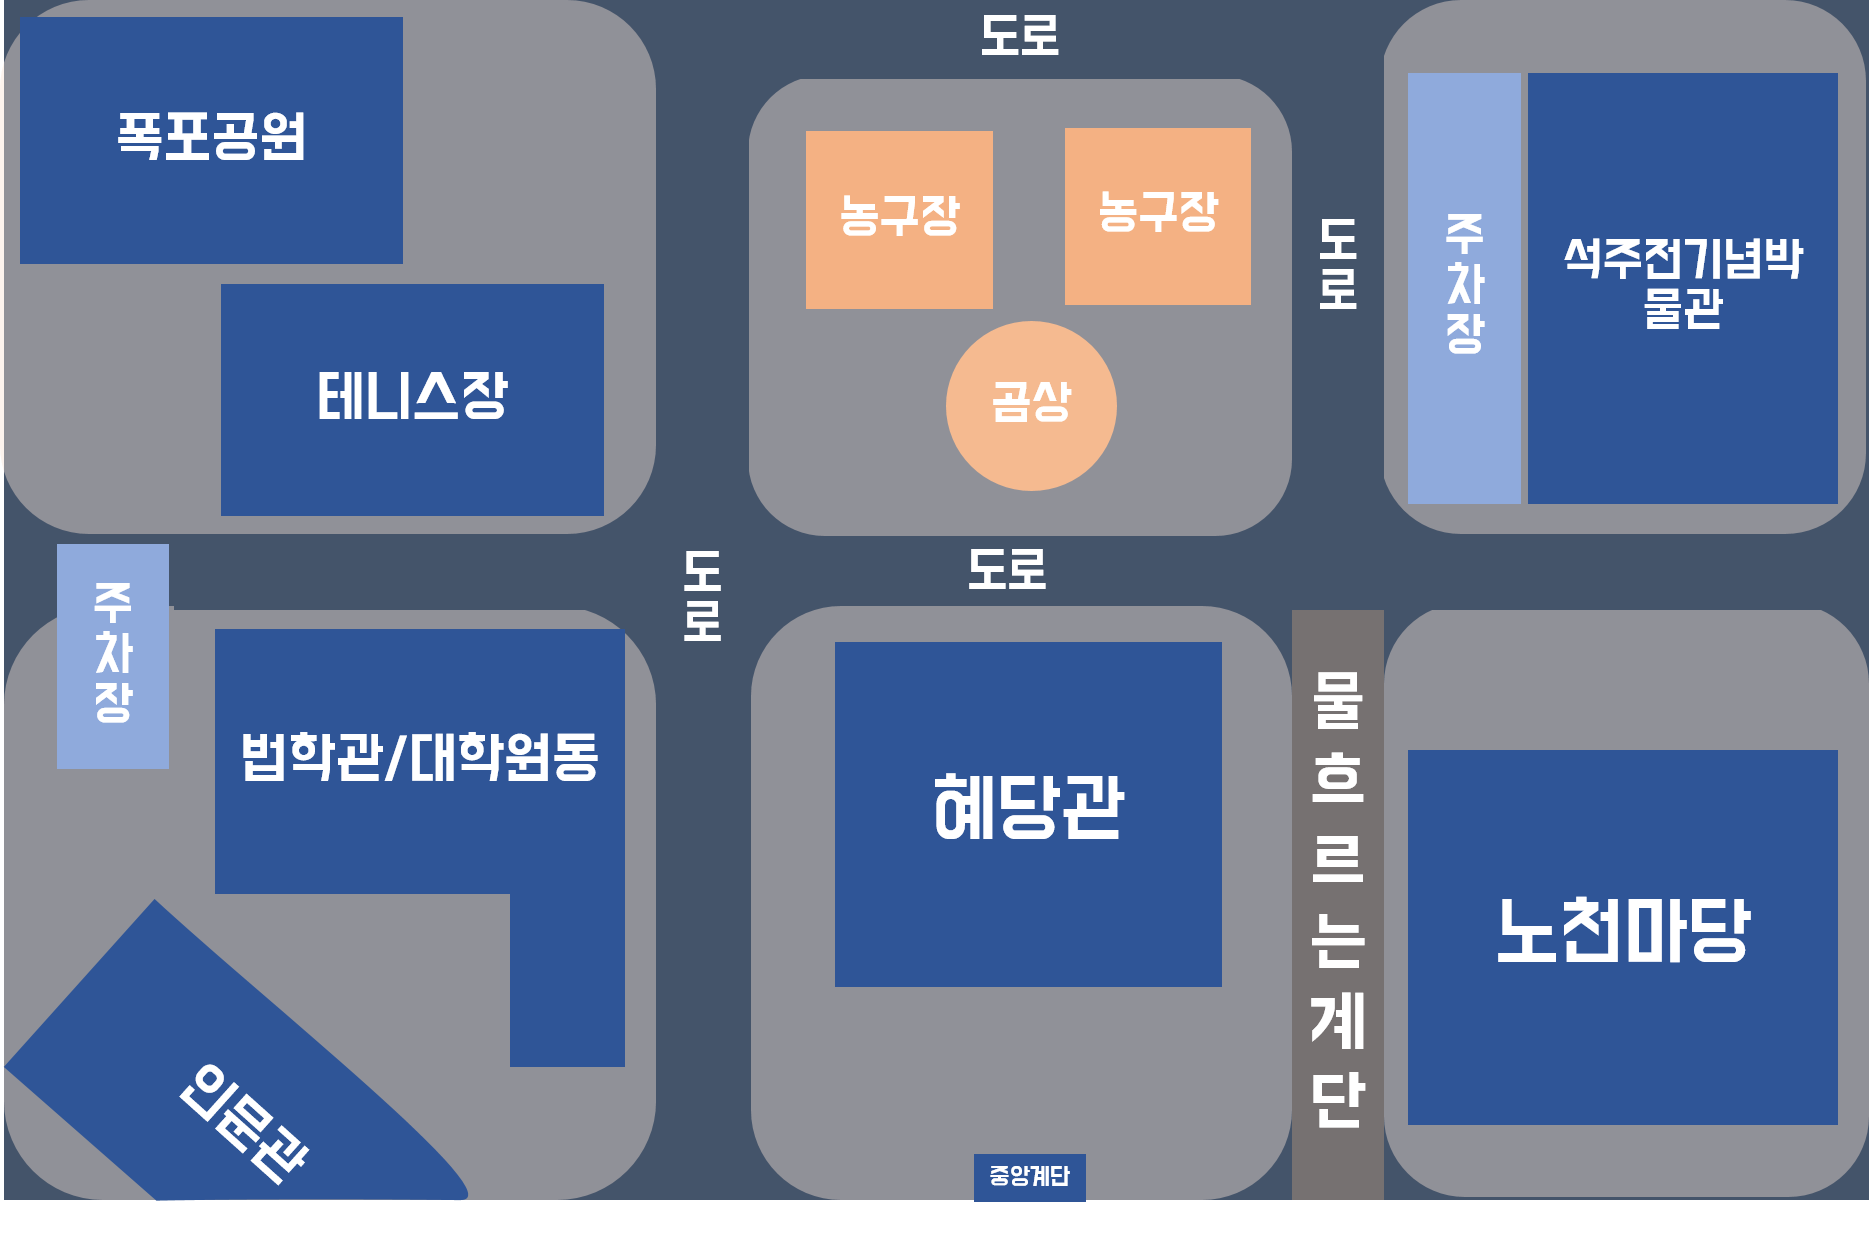 도로
폭포공원
농구장
농구장
도
로
주
차
장
석주전기념박
물관
테니스장
곰상
도로
도
로
주
차
장
법학관/대학원동
혜당관
물
흐
르
는
계
단
노천마당
인문관
중앙계단